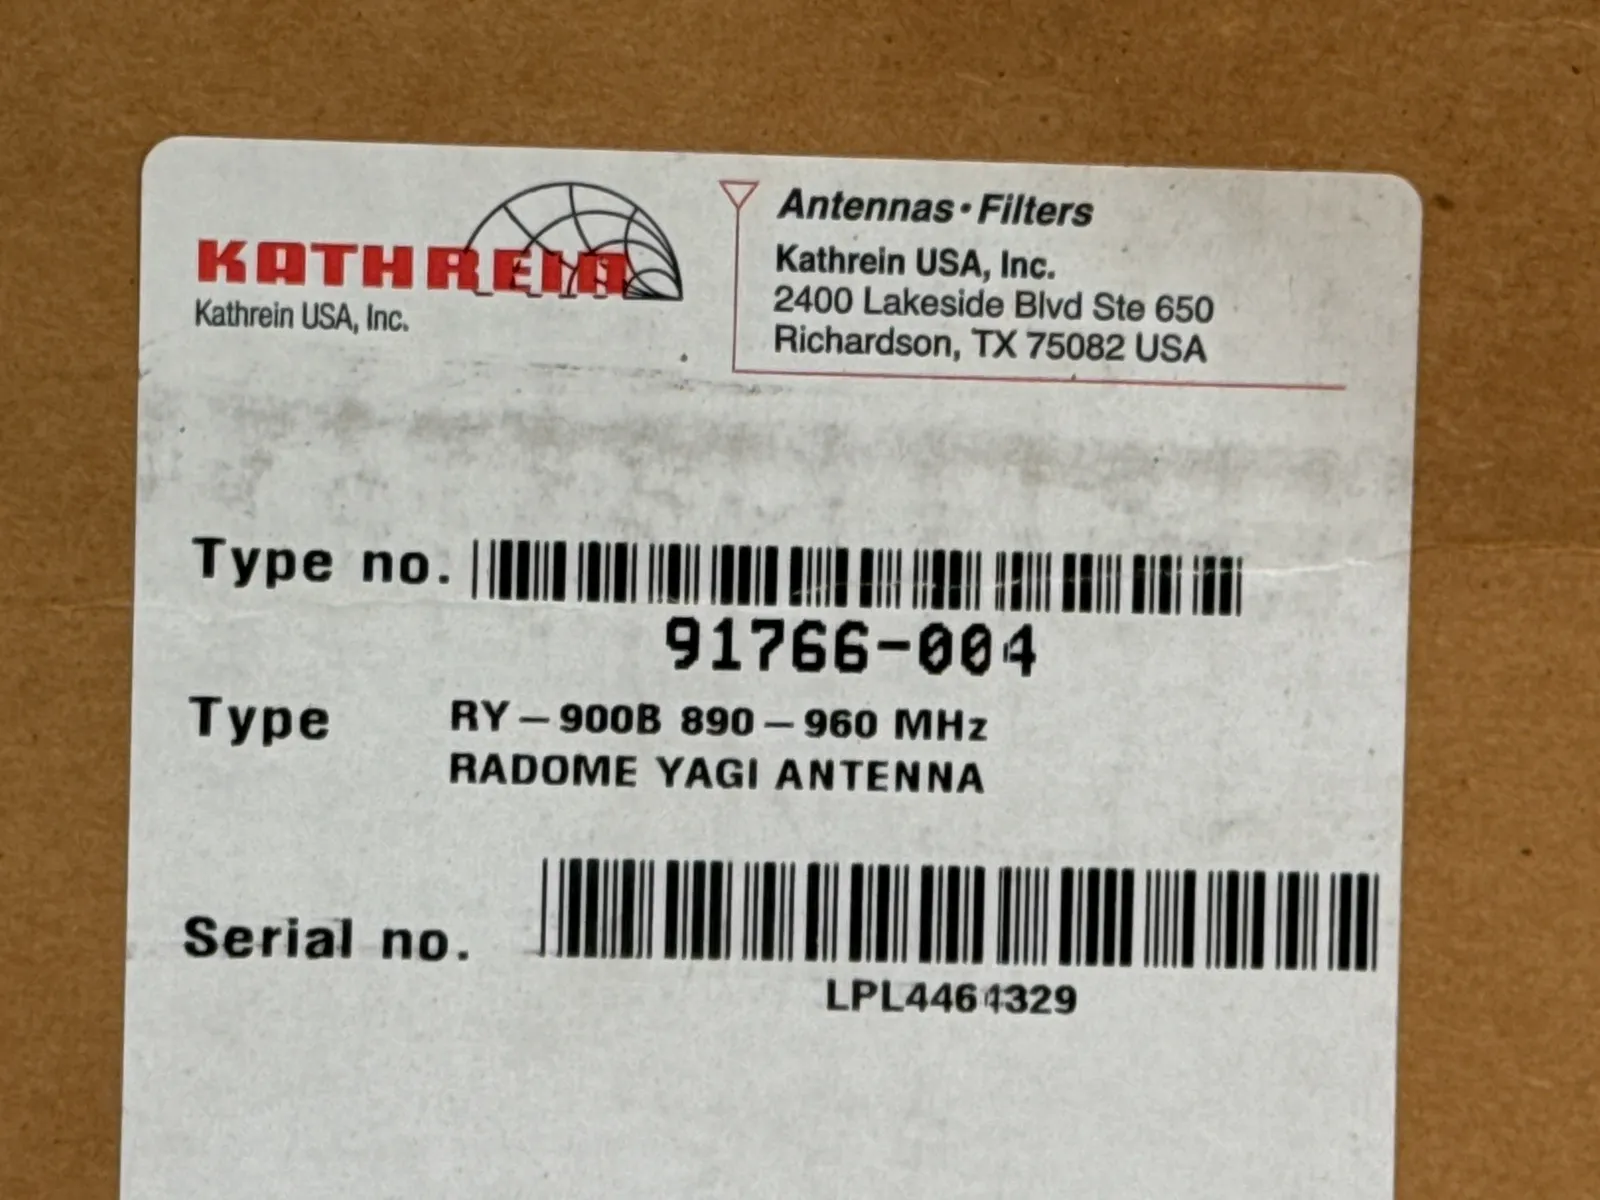 KATHREIN
Kathrein USA, Inc.
Antennas • Filters
Kathrein USA, Inc.
2400 Lakeside Blvd Ste 650
Richardson, TX 75082 USA
Type no.
91766-004
Type RY-900B 890-960 MHz
RADOME YAGI ANTENNA
Serial no.